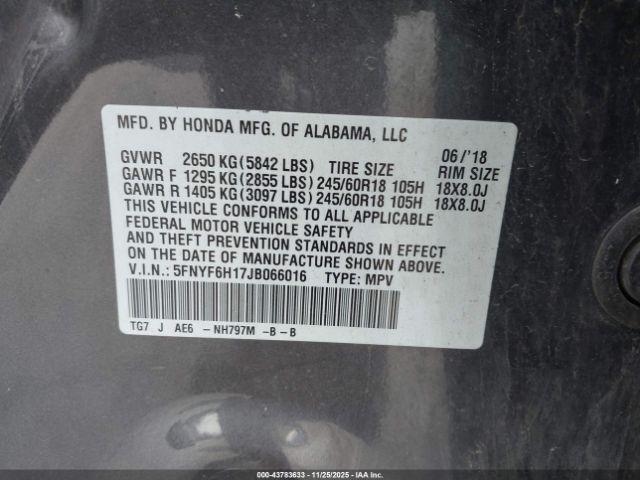 MFD. BY HONDA MFG. OF ALABAMA, LLC
GVWR 2650 KG(5842 LBS) TIRE SIZE 06/'18 RIM SIZE
GAWR F 1295 KG(2855 LBS)245/60R18 105H 18X8.0J
GAWR R 1405 KG(3097 LBS)245/60R18 105H 18X8.0J
THIS VEHICLE CONFORMS TO ALL APPLICABLE
FEDERAL MOTOR VEHICLE SAFETY
AND THEFT PREVENTION STANDARDS IN EFFECT
ON THE DATE OF MANUFACTURE SHOWN ABOVE.
V.I.N.: 5FNYF6H17JB066016 TYPE: MPV
TG7 J AE6 -NH797M -B-B
000-43783633 - 11/25/2025 - IAAI.COM